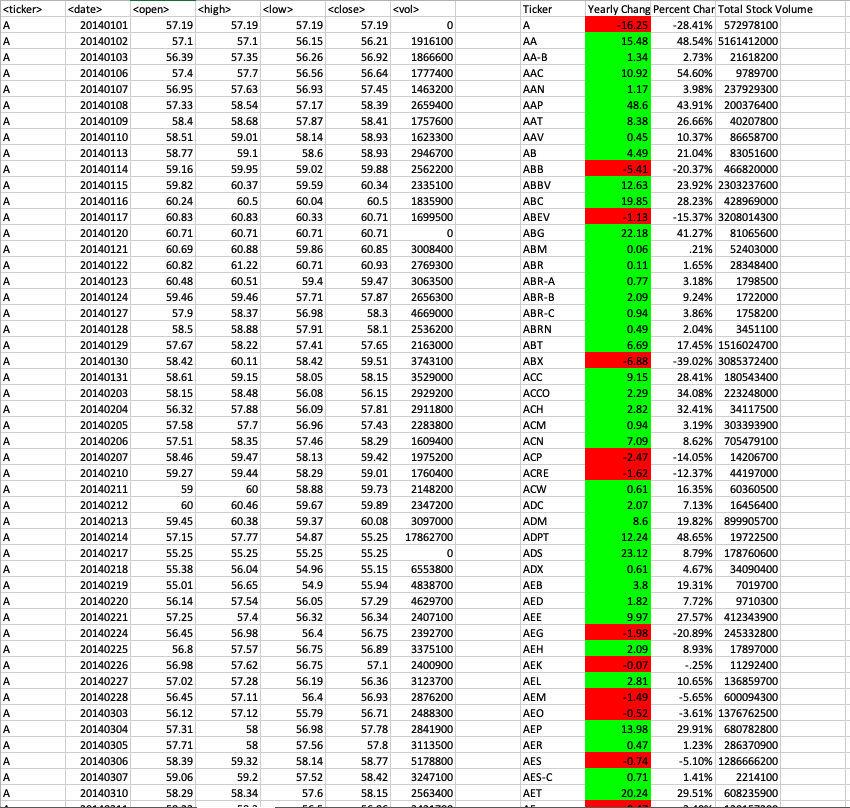 <ticker> <date> <open> <high> <low> <close> <vol> Ticker Yearly Chang Percent Char Total Stock Volume
A 20140101 57.19 57.19 57.19 57.19 0 A -16.25 -28.41% 572978100
A 20140102 57.1 57.1 56.15 56.21 1916100 AA 15.48 48.54% 5161412000
A 20140103 56.39 57.35 56.26 56.92 1866600 AA-B 1.34 2.73% 21618200
A 20140106 57.4 57.7 56.56 56.64 1777400 AAC 10.92 54.60% 9789700
A 20140107 56.95 57.63 56.93 57.45 1463200 AAN 1.17 3.98% 237929300
A 20140108 57.33 58.54 57.17 58.39 2659400 AAP 48.6 43.91% 200376400
A 20140109 58.4 58.68 57.87 58.41 1757600 AAT 8.38 26.66% 40207800
A 20140110 58.51 59.01 58.14 58.93 1623300 AAV 0.45 10.37% 86658700
A 20140113 58.77 59.1 58.6 58.93 2946700 AB 4.49 21.04% 83051600
A 20140114 59.16 59.95 59.02 59.88 2562200 ABB -5.41 -20.37% 466820000
A 20140115 59.82 60.37 59.59 60.34 2335100 ABBV 12.63 23.92% 2303237600
A 20140116 60.24 60.5 60.04 60.5 1835900 ABC 19.85 28.23% 428969000
A 20140117 60.83 60.83 60.33 60.71 1699500 ABEV -1.13 -15.37% 3208014300
A 20140120 60.71 60.71 60.71 60.71 0 ABG 22.18 41.27% 81065600
A 20140121 60.69 60.88 59.86 60.85 3008400 ABM 0.06 .21% 52403000
A 20140122 60.82 61.22 60.71 60.93 2769300 ABR 0.11 1.65% 28348400
A 20140123 60.48 60.51 59.4 59.47 3063500 ABR-A 0.77 3.18% 1798500
A 20140124 59.46 59.46 57.71 57.87 2656300 ABR-B 2.09 9.24% 1722000
A 20140127 57.9 58.37 56.98 58.3 4669000 ABR-C 0.94 3.86% 1758200
A 20140128 58.5 58.88 57.91 58.1 2536200 ABRN 0.49 2.04% 3451100
A 20140129 57.67 58.22 57.41 57.65 2163000 ABT 6.69 17.45% 1516024700
A 20140130 58.42 60.11 58.42 59.51 3743100 ABX -6.88 -39.02% 3085372400
A 20140131 58.61 59.15 58.05 58.15 3529000 ACC 9.15 28.41% 180543400
A 20140203 58.15 58.48 56.08 56.15 2929200 ACCO 2.29 34.08% 223248000
A 20140204 56.32 57.88 56.09 57.81 2911800 ACH 2.82 32.41% 34117500
A 20140205 57.58 57.7 56.96 57.43 2283800 ACM 0.94 3.19% 303393900
A 20140206 57.51 58.35 57.46 58.29 1609400 ACN 7.09 8.62% 705479100
A 20140207 58.46 59.47 58.13 59.42 1975200 ACP -2.47 -14.05% 14206700
A 20140210 59.27 59.44 58.29 59.01 1760400 ACRE -1.62 -12.37% 44197000
A 20140211 59 60 58.88 59.73 2148200 ACW 0.61 16.35% 60360500
A 20140212 60 60.46 59.67 59.89 2347200 ADC 2.07 7.13% 16456400
A 20140213 59.45 60.38 59.37 60.08 3097000 ADM 8.6 19.82% 899905700
A 20140214 57.15 57.77 54.87 55.25 17862700 ADPT 12.24 48.65% 19722500
A 20140217 55.25 55.25 55.25 55.25 0 ADS 23.12 8.79% 178760600
A 20140218 55.38 56.04 54.96 55.15 6553800 ADX 0.61 4.67% 34090400
A 20140219 55.01 56.65 54.9 55.94 4838700 AEB 3.8 19.31% 7019700
A 20140220 56.14 57.54 56.05 57.29 4629700 AED 1.82 7.72% 9710300
A 20140221 57.25 57.4 56.32 56.34 2407100 AEE 9.97 27.57% 412343900
A 20140224 56.45 56.98 56.4 56.75 2392700 AEG -1.98 -20.89% 245332800
A 20140225 56.8 57.57 56.75 56.89 3375100 AEH 2.09 8.93% 17897000
A 20140226 56.98 57.62 56.75 57.1 2400900 AEK -0.07 -.25% 11292400
A 20140227 57.02 57.28 56.19 56.36 3123700 AEL 2.81 10.65% 136859700
A 20140228 56.45 57.11 56.4 56.93 2876200 AEM -1.49 -5.65% 600094300
A 20140303 56.12 57.12 55.79 56.71 2488300 AEO -0.52 -3.61% 1376762500
A 20140304 57.31 58 56.98 57.78 2841900 AEP 13.98 29.91% 680782800
A 20140305 57.71 58 57.56 57.8 3113500 AER 0.47 1.23% 286370900
A 20140306 58.39 59.32 58.14 58.77 5178800 AES -0.74 -5.10% 1286666200
A 20140307 59.06 59.2 57.52 58.42 3247100 AES-C 0.71 1.41% 2214100
A 20140310 58.29 58.34 57.6 58.15 2563400 AET 20.24 29.51% 608235900